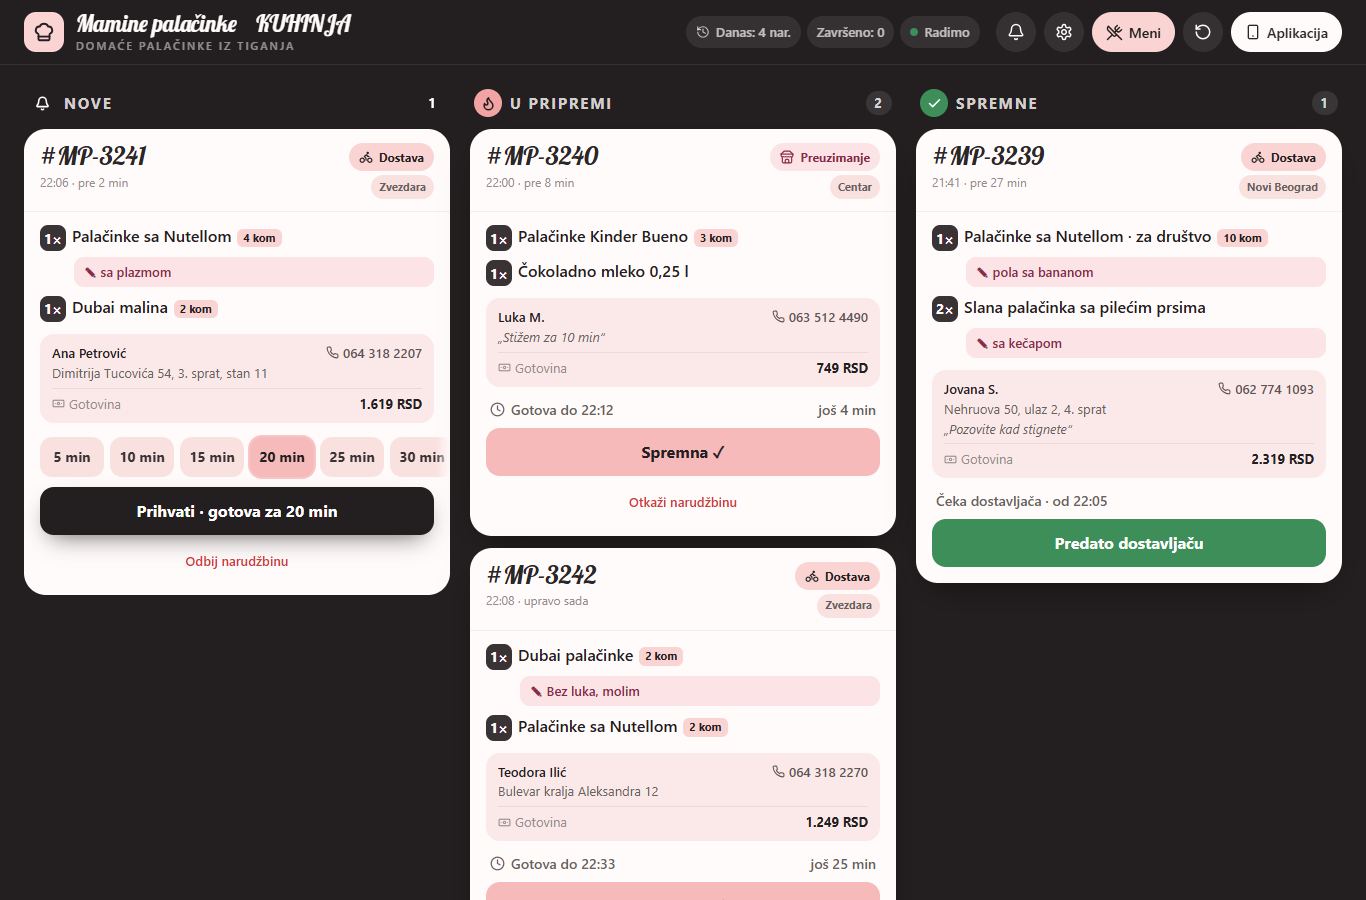 Mamine palačinke KUHINJA
DOMAĆE PALAČINKE IZ TIGANJA
Danas: 4 nar.
Završeno: 0
Radimo
Meni
Aplikacija
NOVE 1
#MP-3241
Dostava
22:06 · pre 2 min
Zvezdara
1× Palačinke sa Nutellom 4 kom
sa plazmom
1× Dubai malina 2 kom
Ana Petrović 064 318 2207
Dimitrija Tucovića 54, 3. sprat, stan 11
Gotovina 1.619 RSD
5 min 10 min 15 min 20 min 25 min 30 min
Prihvati · gotova za 20 min
Odbij narudžbinu
U PRIPREMI 2
#MP-3240
Preuzimanje
22:00 · pre 8 min
Centar
1× Palačinke Kinder Bueno 3 kom
1× Čokoladno mleko 0,25 l
Luka M. 063 512 4490
„Stižem za 10 min“
Gotovina 749 RSD
Gotova do 22:12 još 4 min
Spremna ✓
Otkaži narudžbinu
#MP-3242
Dostava
22:08 · upravo sada
Zvezdara
1× Dubai palačinke 2 kom
Bez luka, molim
1× Palačinke sa Nutellom 2 kom
Teodora Ilić 064 318 2270
Bulevar kralja Aleksandra 12
Gotovina 1.249 RSD
Gotova do 22:33 još 25 min
SPREMNE 1
#MP-3239
Dostava
21:41 · pre 27 min
Novi Beograd
1× Palačinke sa Nutellom · za društvo 10 kom
pola sa bananom
2× Slana palačinka sa pilećim prsima
sa kečapom
Jovana S. 062 774 1093
Nehruova 50, ulaz 2, 4. sprat
„Pozovite kad stignete“
Gotovina 2.319 RSD
Čeka dostavljača · od 22:05
Predato dostavljaču